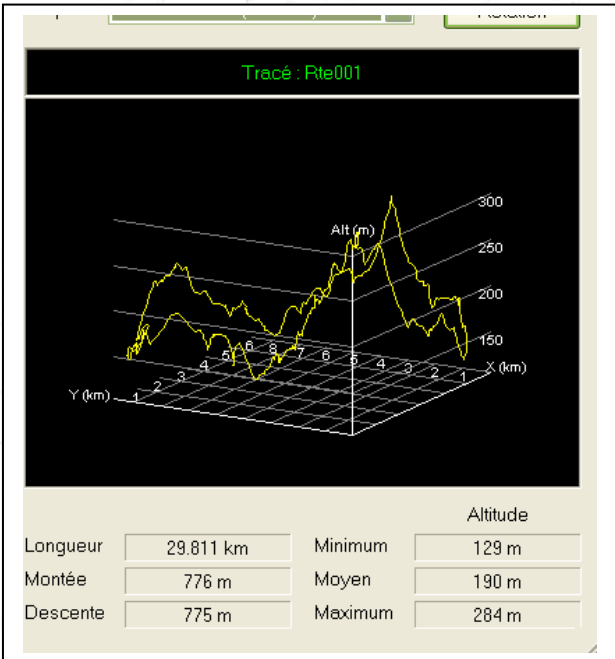 Tracé : Rte001
300
Alt (m)
250
200
150
6 8 7 6 5 4 3 2 1 X (km)
5
4
3
2
Y (km) 1
Altitude
Longueur 29.811 km Minimum 129 m
Montée 776 m Moyen 190 m
Descente 775 m Maximum 284 m